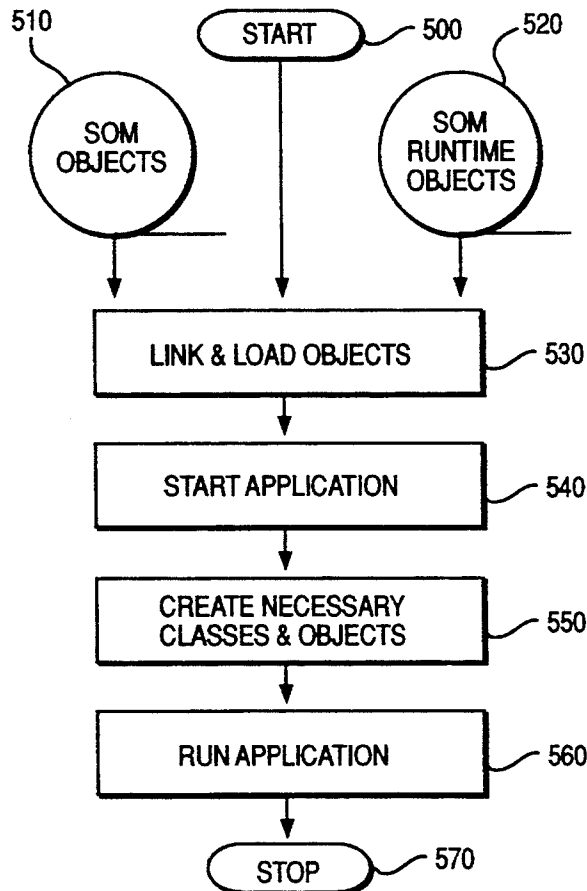 510
START
500
520
SOM
OBJECTS
SOM
RUNTIME
OBJECTS
LINK & LOAD OBJECTS
530
START APPLICATION
540
CREATE NECESSARY
CLASSES & OBJECTS
550
RUN APPLICATION
560
STOP
570